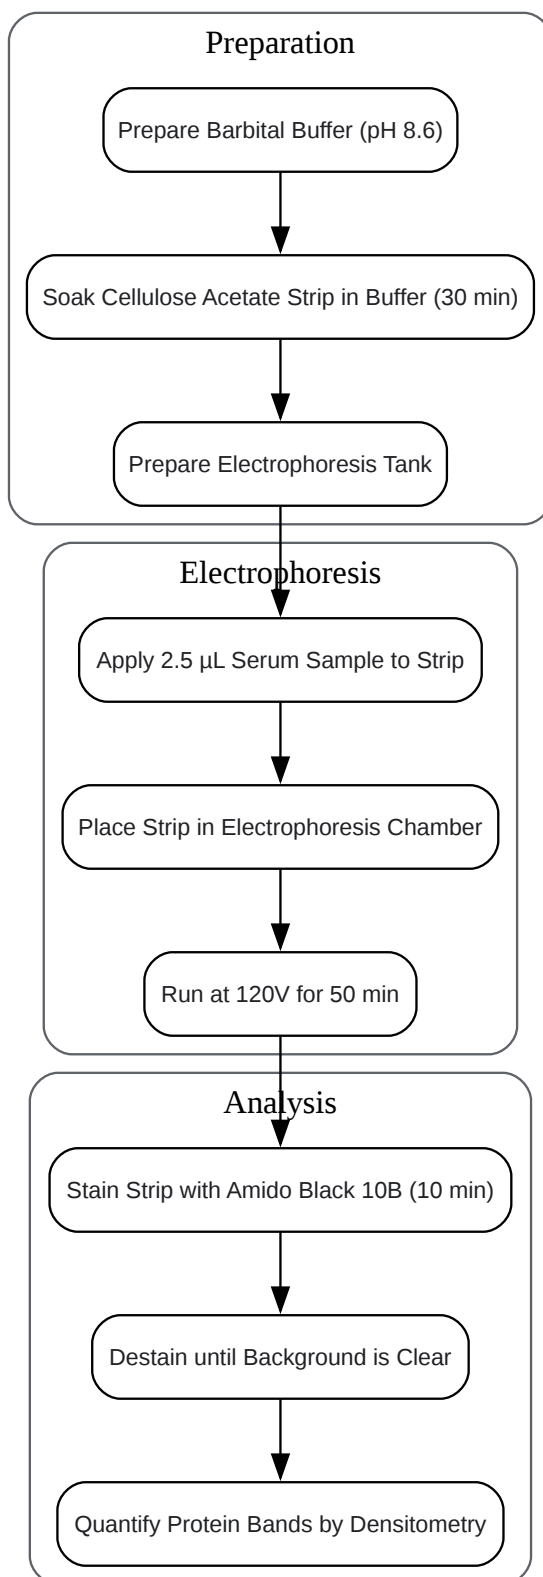 Preparation
Prepare Barbital Buffer (pH 8.6)
Soak Cellulose Acetate Strip in Buffer (30 min)
Prepare Electrophoresis Tank
Electrophoresis
Apply 2.5 µL Serum Sample to Strip
Place Strip in Electrophoresis Chamber
Run at 120V for 50 min
Analysis
Stain Strip with Amido Black 10B (10 min)
Destain until Background is Clear
Quantify Protein Bands by Densitometry